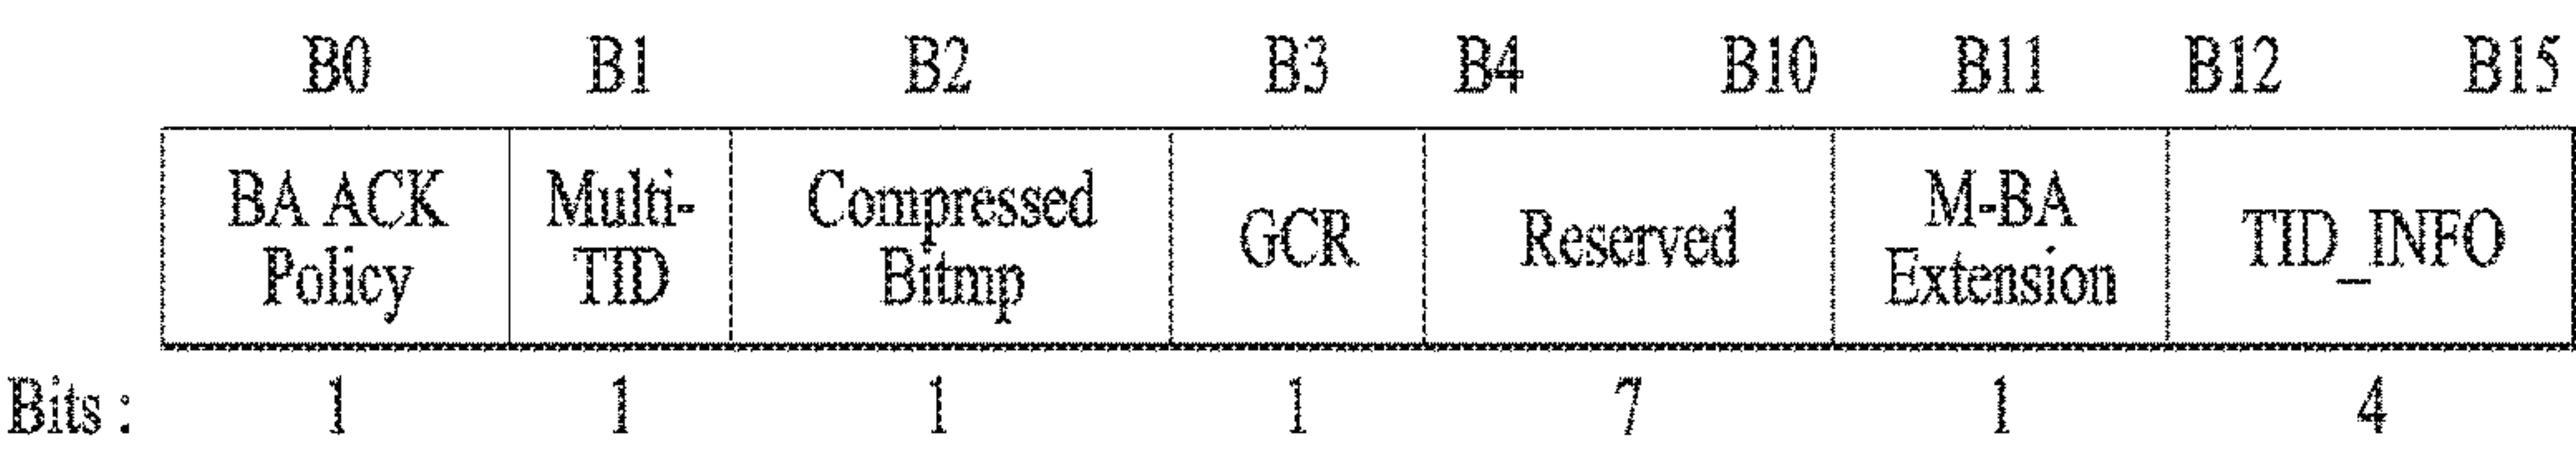 B0 B1 B2 B3 B4 B10 B11 B12 B15
BA ACK Policy Multi-TID Compressed Bitmp GCR Reserved M-BA Extension TID_INFO
Bits : 1 1 1 1 7 1 4